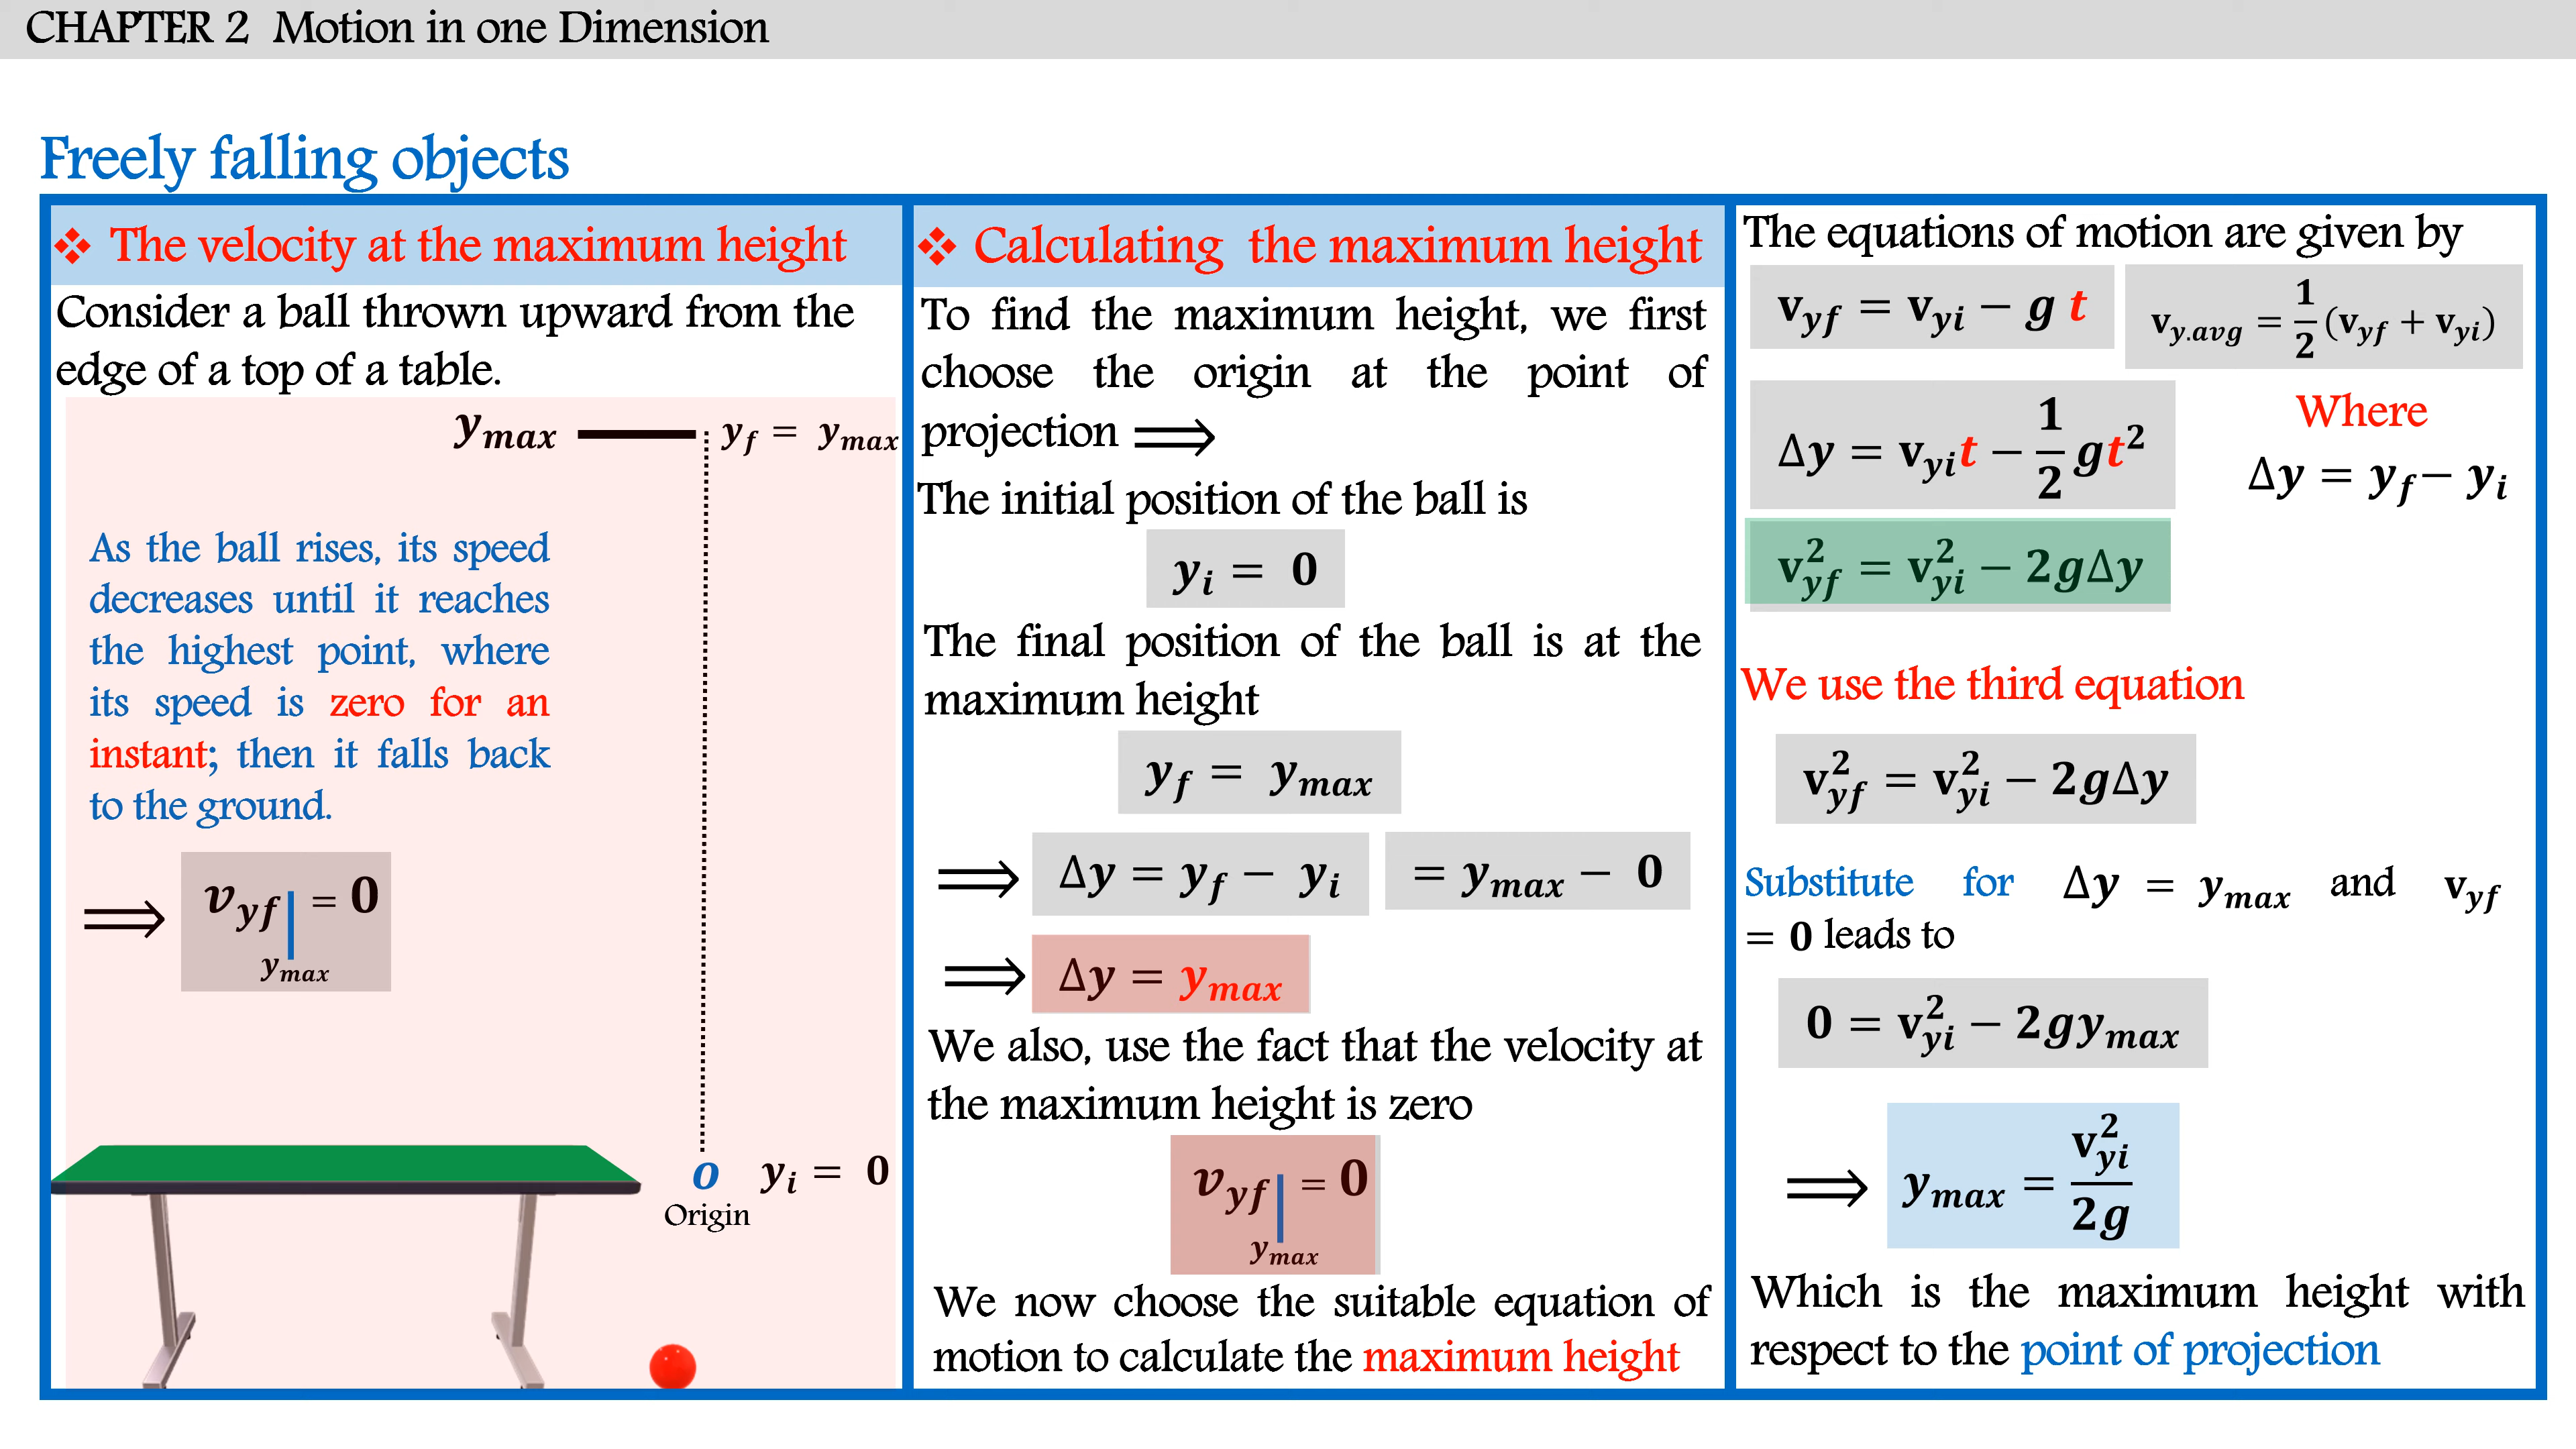 CHAPTER 2 Motion in one Dimension
Freely falling objects
❖ The velocity at the maximum height
Consider a ball thrown upward from the
edge of a top of a table.
y_max
y_f = y_max
As the ball rises, its speed
decreases until it reaches
the highest point, where
its speed is zero for an
instant; then it falls back
to the ground.
⟹ v_yf | = 0
y_max
o y_i = 0
Origin
❖ Calculating the maximum height
To find the maximum height, we first
choose the origin at the point of
projection ⟹
The initial position of the ball is
y_i = 0
The final position of the ball is at the
maximum height
y_f = y_max
⟹ Δy = y_f − y_i = y_max − 0
⟹ Δy = y_max
We also, use the fact that the velocity at
the maximum height is zero
v_yf | = 0
y_max
We now choose the suitable equation of
motion to calculate the maximum height
The equations of motion are given by
v_yf = v_yi − g t
v_y.avg = 1/2 (v_yf + v_yi)
Δy = v_yi t − 1/2 gt²
Where
Δy = y_f − y_i
v_yf² = v_yi² − 2gΔy
We use the third equation
v_yf² = v_yi² − 2gΔy
Substitute for Δy = y_max and v_yf
= 0 leads to
0 = v_yi² − 2gy_max
⟹ y_max = v_yi² / 2g
Which is the maximum height with
respect to the point of projection